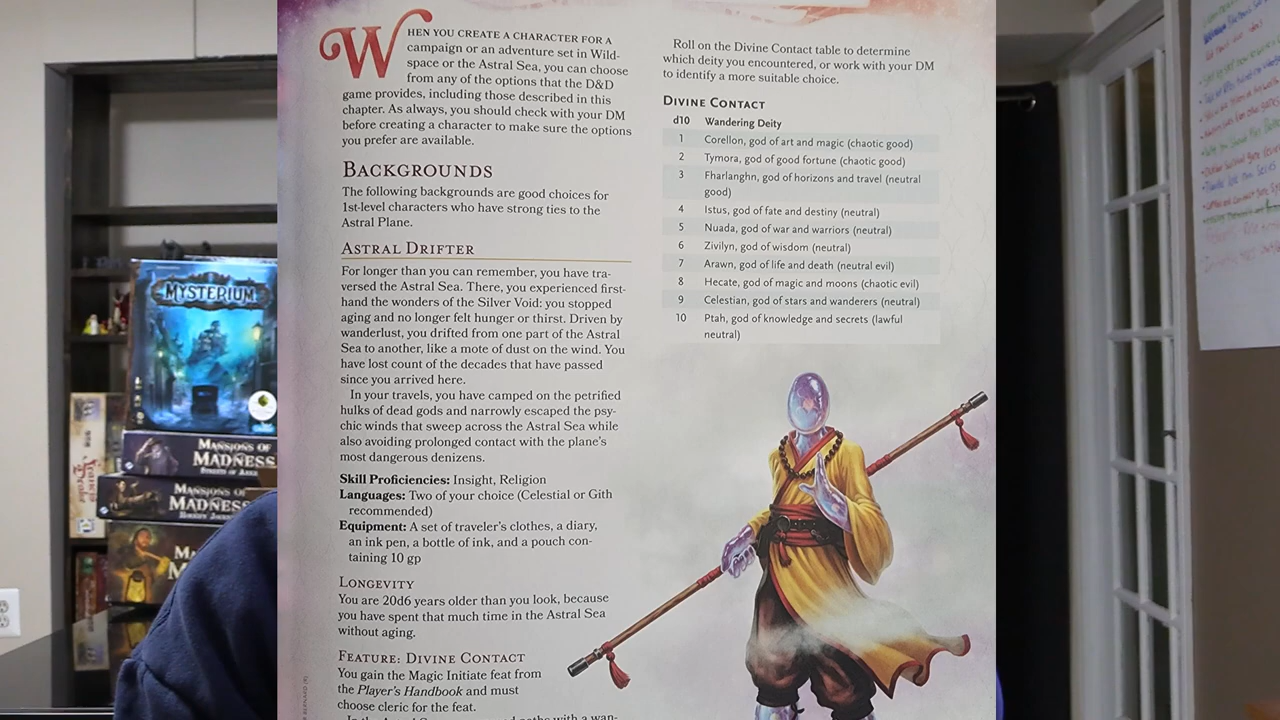 WHEN YOU CREATE A CHARACTER FOR A
campaign or an adventure set in Wild-
space or the Astral Sea, you can choose
from any of the options that the D&D
game provides, including those described in this
chapter. As always, you should check with your DM
before creating a character to make sure the options
you prefer are available.
BACKGROUNDS
The following backgrounds are good choices for
1st-level characters who have strong ties to the
Astral Plane.
ASTRAL DRIFTER
For longer than you can remember, you have tra-
versed the Astral Sea. There, you experienced first-
hand the wonders of the Silver Void: you stopped
aging and no longer felt hunger or thirst. Driven by
wanderlust, you drifted from one part of the Astral
Sea to another, like a mote of dust on the wind. You
have lost count of the decades that have passed
since you arrived here.
In your travels, you have camped on the petrified
hulks of dead gods and narrowly escaped the psy-
chic winds that sweep across the Astral Sea while
also avoiding prolonged contact with the plane's
most dangerous denizens.
Skill Proficiencies: Insight, Religion
Languages: Two of your choice (Celestial or Gith
recommended)
Equipment: A set of traveler's clothes, a diary,
an ink pen, a bottle of ink, and a pouch con-
taining 10 gp
LONGEVITY
You are 20d6 years older than you look, because
you have spent that much time in the Astral Sea
without aging.
FEATURE: DIVINE CONTACT
You gain the Magic Initiate feat from
the Player's Handbook and must
choose cleric for the feat.
Roll on the Divine Contact table to determine
which deity you encountered, or work with your DM
to identify a more suitable choice.
DIVINE CONTACT
d10 Wandering Deity
1 Corellon, god of art and magic (chaotic good)
2 Tymora, god of good fortune (chaotic good)
3 Fharlanghn, god of horizons and travel (neutral
good)
4 Istus, god of fate and destiny (neutral)
5 Nuada, god of war and warriors (neutral)
6 Zivilyn, god of wisdom (neutral)
7 Arawn, god of life and death (neutral evil)
8 Hecate, god of magic and moons (chaotic evil)
9 Celestian, god of stars and wanderers (neutral)
10 Ptah, god of knowledge and secrets (lawful
neutral)
MYSTERIUM
MANSIONS OF
MADNESS
MANSIONS OF
MADNESS